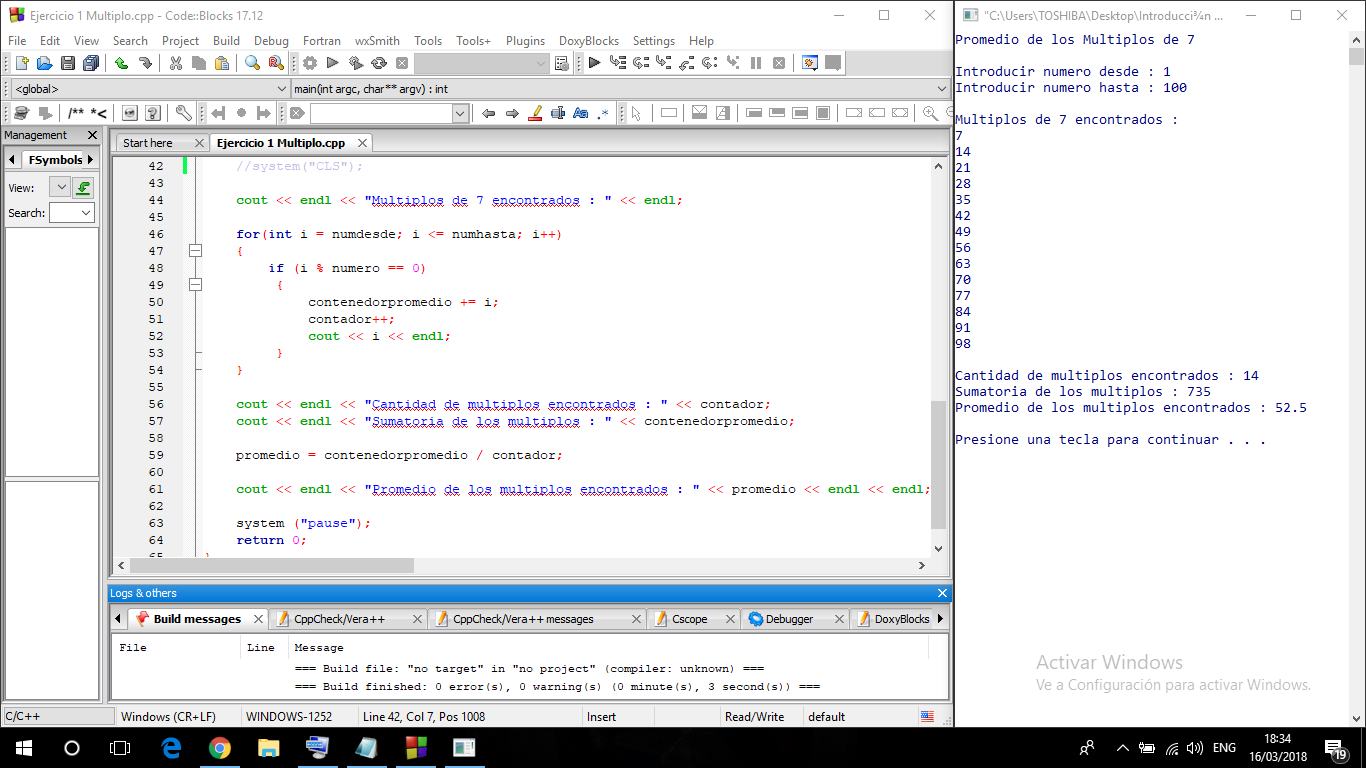 Ejercicio 1 Multiplo.cpp - Code::Blocks 17.12
File Edit View Search Project Build Debug Fortran wxSmith Tools Tools+ Plugins DoxyBlocks Settings Help
<global>
main(int argc, char** argv) : int
/** *<
Aa .*
Management
FSymbols
View:
Search:
Start here
Ejercicio 1 Multiplo.cpp
42 //system("CLS");
43
44 cout << endl << "Multiplos de 7 encontrados : " << endl;
45
46 for(int i = numdesde; i <= numhasta; i++)
47 {
48 if (i % numero == 0)
49 {
50 contenedorpromedio += i;
51 contador++;
52 cout << i << endl;
53 }
54 }
55
56 cout << endl << "Cantidad de multiplos encontrados : " << contador;
57 cout << endl << "Sumatoria de los multiplos : " << contenedorpromedio;
58
59 promedio = contenedorpromedio / contador;
60
61 cout << endl << "Promedio de los multiplos encontrados : " << promedio << endl << endl;
62
63 system ("pause");
64 return 0;
65 }
Logs & others
Build messages
CppCheck/Vera++
CppCheck/Vera++ messages
Cscope
Debugger
DoxyBlocks
File Line Message
=== Build file: "no target" in "no project" (compiler: unknown) ===
=== Build finished: 0 error(s), 0 warning(s) (0 minute(s), 3 second(s)) ===
C/C++
Windows (CR+LF)
WINDOWS-1252
Line 42, Col 7, Pos 1008
Insert
Read/Write
default
"C:\Users\TOSHIBA\Desktop\Introducci¾n ...
Promedio de los Multiplos de 7
Introducir numero desde : 1
Introducir numero hasta : 100
Multiplos de 7 encontrados :
7
14
21
28
35
42
49
56
63
70
77
84
91
98
Cantidad de multiplos encontrados : 14
Sumatoria de los multiplos : 735
Promedio de los multiplos encontrados : 52.5
Presione una tecla para continuar . . .
Activar Windows
Ve a Configuración para activar Windows.
ENG
18:34
16/03/2018
19